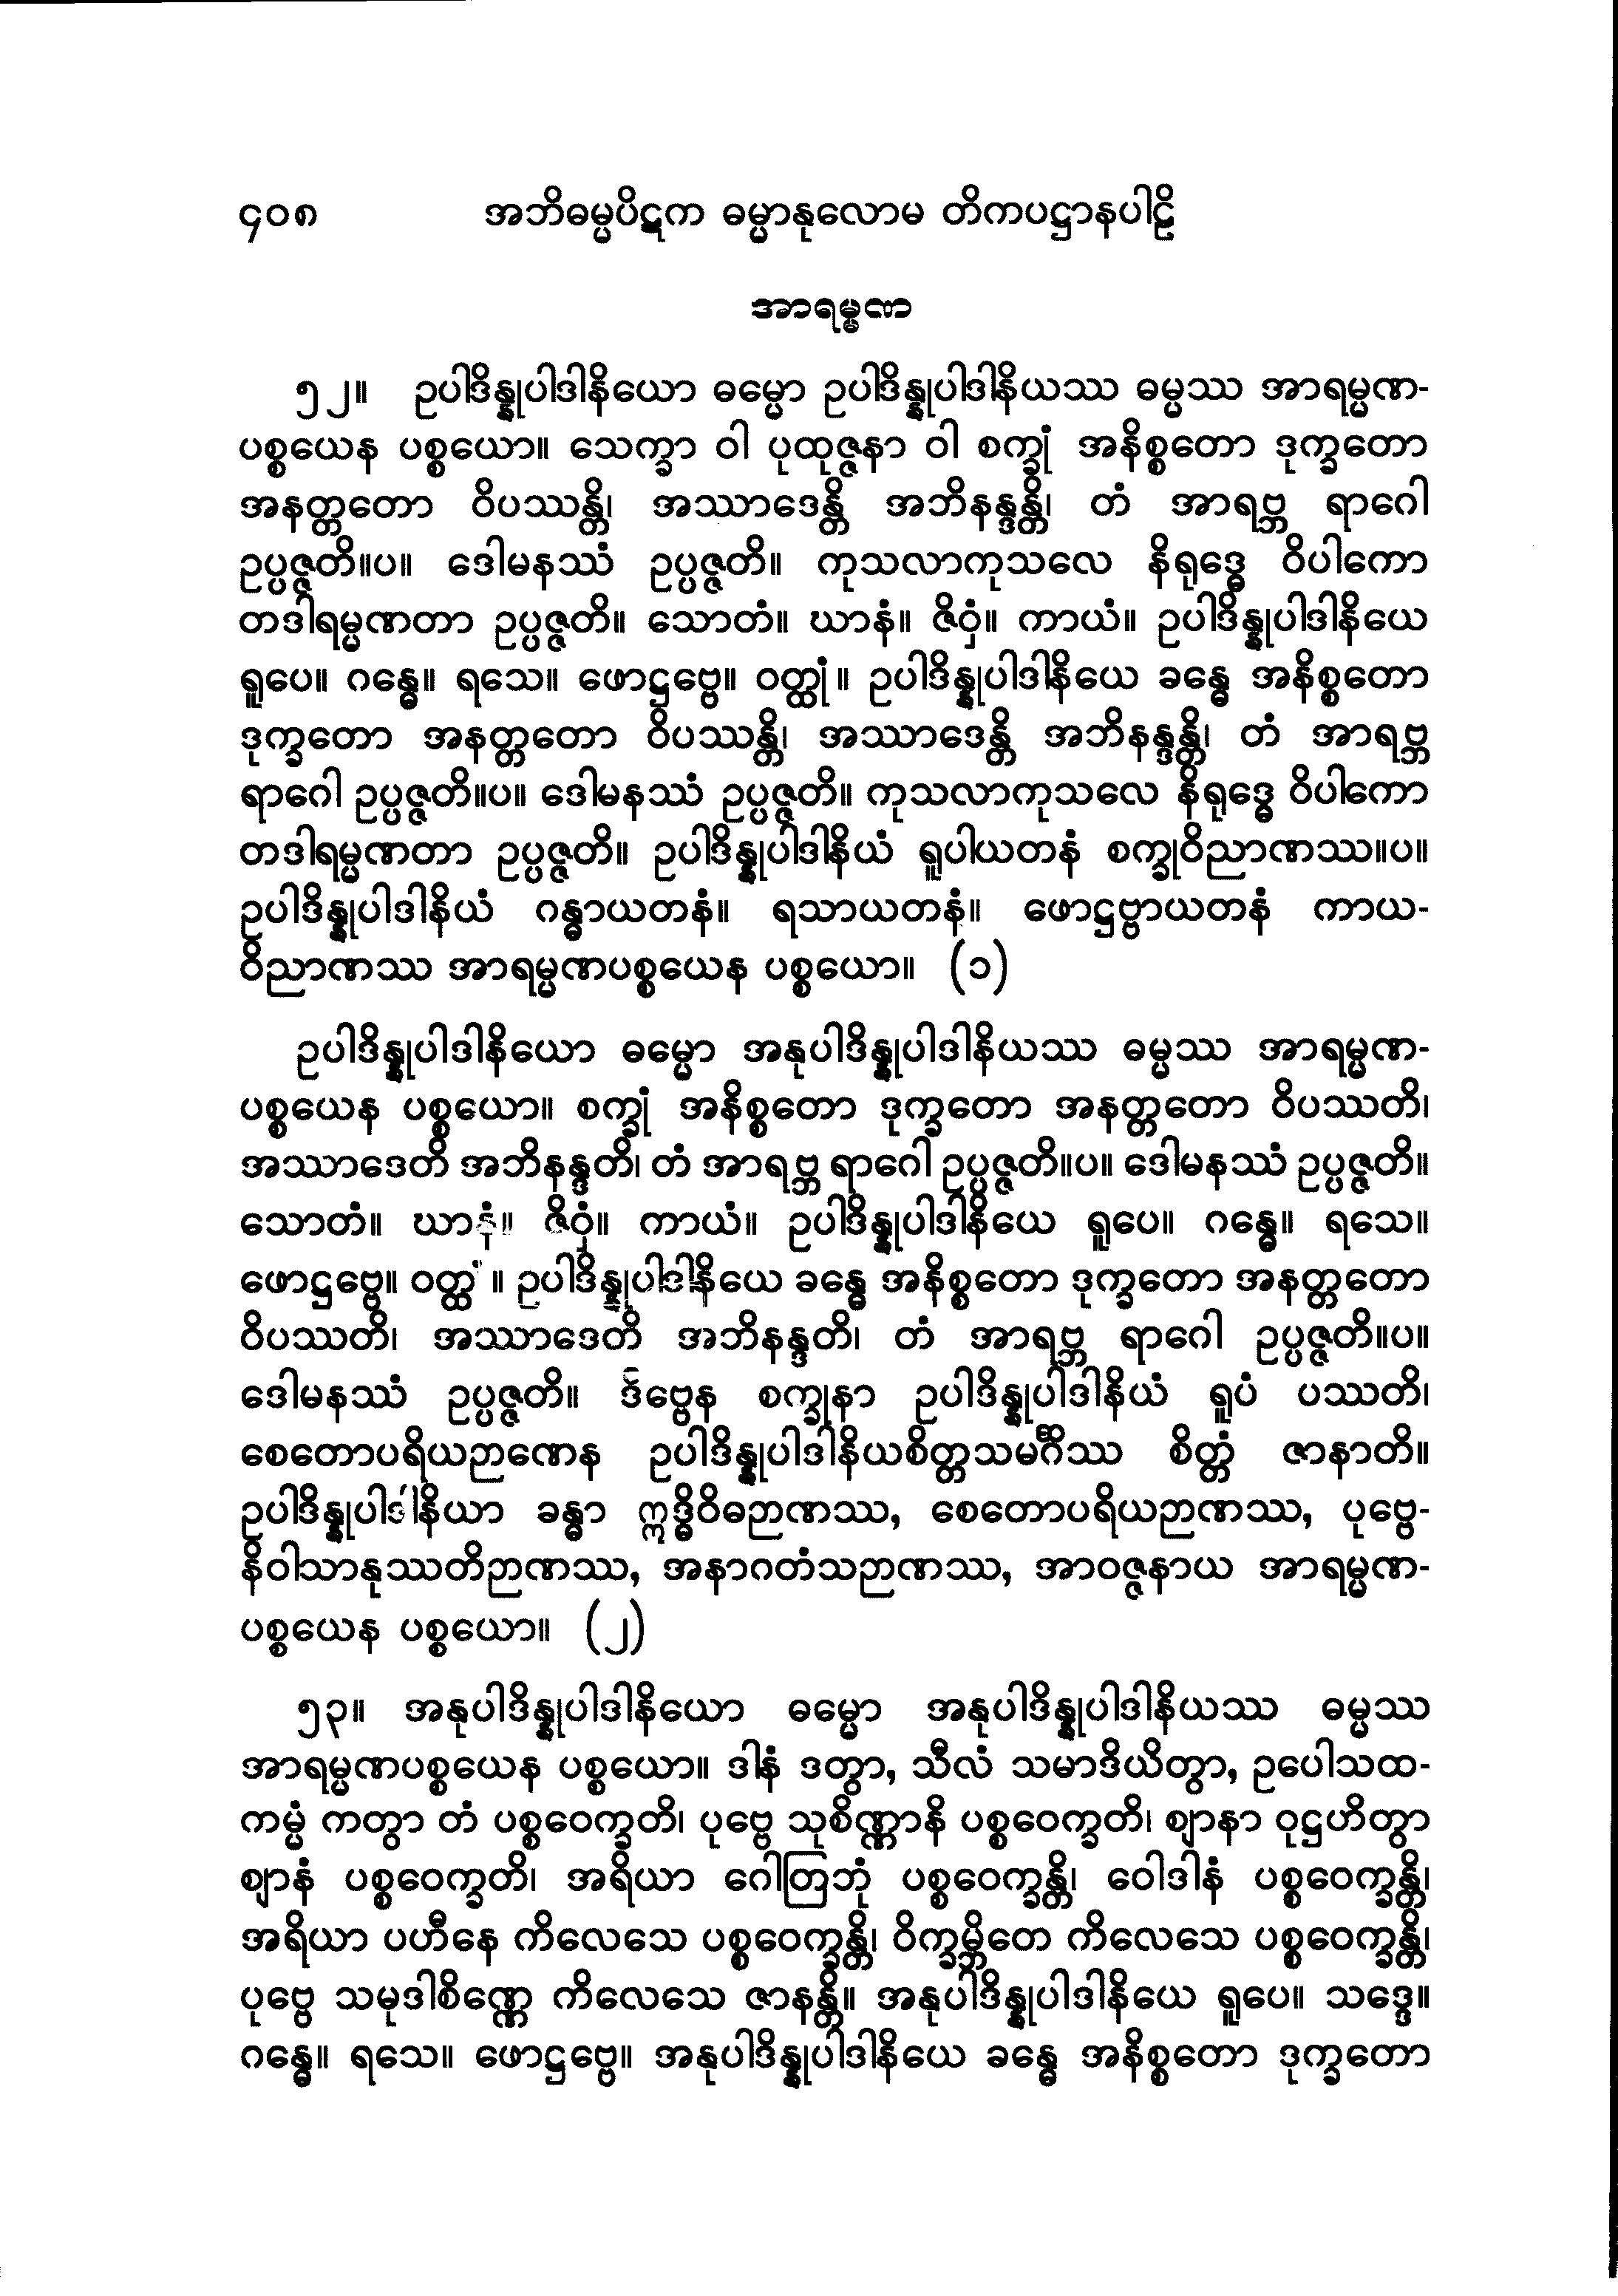 ၄၀၈ အဘိဓမ္မပိဋက ဓမ္မာနုလောမ တိကပဋ္ဌာနပါဠိ
အာရမ္မဏ
၅၂။ ဥပါဒိန္နုပါဒါနိယော ဓမ္မော ဥပါဒိန္နုပါဒါနိယဿ ဓမ္မဿ အာရမ္မဏ-
ပစ္စယေန ပစ္စယော။ သေက္ခာ ဝါ ပုထုဇ္ဇနာ ဝါ စက္ခုံ အနိစ္စတော ဒုက္ခတော
အနတ္တတော ဝိပဿန္တိ၊ အဿာဒေန္တိ အဘိနန္ဒန္တိ၊ တံ အာရဗ္ဘ ရာဂေါ
ဥပ္ပဇ္ဇတိ။ပ။ ဒေါမနဿံ ဥပ္ပဇ္ဇတိ။ ကုသလာကုသလေ နိရုဒ္ဓေ ဝိပါကော
တဒါရမ္မဏတာ ဥပ္ပဇ္ဇတိ။ သောတံ။ ဃာနံ။ ဇိဝှံ။ ကာယံ။ ဥပါဒိန္နုပါဒါနိယေ
ရူပေ။ ဂန္ဓေ။ ရသေ။ ဖောဋ္ဌဗ္ဗေ။ ဝတ္ထုံ။ ဥပါဒိန္နုပါဒါနိယေ ခန္ဓေ အနိစ္စတော
ဒုက္ခတော အနတ္တတော ဝိပဿန္တိ၊ အဿာဒေန္တိ အဘိနန္ဒန္တိ၊ တံ အာရဗ္ဘ
ရာဂေါ ဥပ္ပဇ္ဇတိ။ပ။ ဒေါမနဿံ ဥပ္ပဇ္ဇတိ။ ကုသလာကုသလေ နိရုဒ္ဓေ ဝိပါကော
တဒါရမ္မဏတာ ဥပ္ပဇ္ဇတိ။ ဥပါဒိန္နုပါဒါနိယံ ရူပါယတနံ စက္ခုဝိညာဏဿ။ပ။
ဥပါဒိန္နုပါဒါနိယံ ဂန္ဓာယတနံ။ ရသာယတနံ။ ဖောဋ္ဌဗ္ဗာယတနံ ကာယ-
ဝိညာဏဿ အာရမ္မဏပစ္စယေန ပစ္စယော။ (၁)
ဥပါဒိန္နုပါဒါနိယော ဓမ္မော အနုပါဒိန္နုပါဒါနိယဿ ဓမ္မဿ အာရမ္မဏ-
ပစ္စယေန ပစ္စယော။ စက္ခုံ အနိစ္စတော ဒုက္ခတော အနတ္တတော ဝိပဿတိ၊
အဿာဒေတိ အဘိနန္ဒတိ၊ တံ အာရဗ္ဘ ရာဂေါ ဥပ္ပဇ္ဇတိ။ပ။ ဒေါမနဿံ ဥပ္ပဇ္ဇတိ။
သောတံ။ ဃာနံ။ ဇိဝှံ။ ကာယံ။ ဥပါဒိန္နုပါဒါနိယေ ရူပေ။ ဂန္ဓေ။ ရသေ။
ဖောဋ္ဌဗ္ဗေ။ ဝတ္ထုံ။ ဥပါဒိန္နုပါဒါနိယေ ခန္ဓေ အနိစ္စတော ဒုက္ခတော အနတ္တတော
ဝိပဿတိ၊ အဿာဒေတိ အဘိနန္ဒတိ၊ တံ အာရဗ္ဘ ရာဂေါ ဥပ္ပဇ္ဇတိ။ပ။
ဒေါမနဿံ ဥပ္ပဇ္ဇတိ။ ဒိဗ္ဗေန စက္ခုနာ ဥပါဒိန္နုပါဒါနိယံ ရူပံ ပဿတိ၊
စေတောပရိယဉာဏေန ဥပါဒိန္နုပါဒါနိယစိတ္တသမင်္ဂိဿ စိတ္တံ ဇာနာတိ။
ဥပါဒိန္နုပါဒါနိယာ ခန္ဓာ ဣဒ္ဓိဝိဓဉာဏဿ, စေတောပရိယဉာဏဿ, ပုဗ္ဗေ-
နိဝါသာနုဿတိဉာဏဿ, အနာဂတံသဉာဏဿ, အာဝဇ္ဇနာယ အာရမ္မဏ-
ပစ္စယေန ပစ္စယော။ (၂)
၅၃။ အနုပါဒိန္နုပါဒါနိယော ဓမ္မော အနုပါဒိန္နုပါဒါနိယဿ ဓမ္မဿ
အာရမ္မဏပစ္စယေန ပစ္စယော။ ဒါနံ ဒတွာ, သီလံ သမာဒိယိတွာ, ဥပေါသထ-
ကမ္မံ ကတွာ တံ ပစ္စဝေက္ခတိ၊ ပုဗ္ဗေ သုစိဏ္ဏာနိ ပစ္စဝေက္ခတိ၊ ဈာနာ ဝုဋ္ဌဟိတွာ
ဈာနံ ပစ္စဝေက္ခတိ၊ အရိယာ ဂေါတြဘုံ ပစ္စဝေက္ခန္တိ၊ ဝေါဒါနံ ပစ္စဝေက္ခန္တိ၊
အရိယာ ပဟီနေ ကိလေသေ ပစ္စဝေက္ခန္တိ၊ ဝိက္ခမ္ဘိတေ ကိလေသေ ပစ္စဝေက္ခန္တိ၊
ပုဗ္ဗေ သမုဒါစိဏ္ဏေ ကိလေသေ ဇာနန္တိ။ အနုပါဒိန္နုပါဒါနိယေ ရူပေ။ သဒ္ဒေ။
ဂန္ဓေ။ ရသေ။ ဖောဋ္ဌဗ္ဗေ။ အနုပါဒိန္နုပါဒါနိယေ ခန္ဓေ အနိစ္စတော ဒုက္ခတော